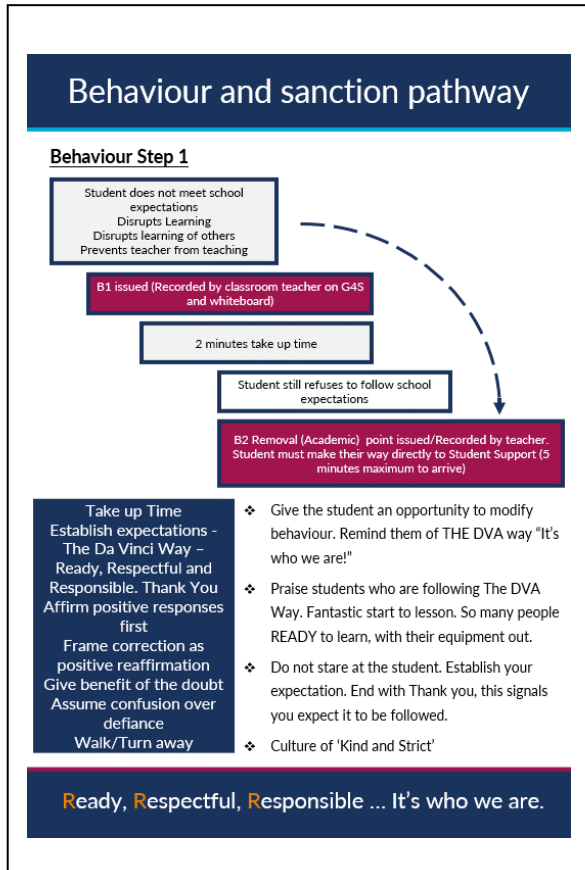 Behaviour and sanction pathway
Behaviour Step 1
Student does not meet school
expectations
Disrupts Learning
Disrupts learning of others
Prevents teacher from teaching
B1 issued (Recorded by classroom teacher on G4S
and whiteboard)
2 minutes take up time
Student still refuses to follow school
expectations
B2 Removal (Academic) point issued/Recorded by teacher.
Student must make their way directly to Student Support (5
minutes maximum to arrive)
Take up Time
Establish expectations -
The Da Vinci Way –
Ready, Respectful and
Responsible. Thank You
Affirm positive responses
first
Frame correction as
positive reaffirmation
Give benefit of the doubt
Assume confusion over
defiance
Walk/Turn away
❖ Give the student an opportunity to modify
behaviour. Remind them of THE DVA way “It’s
who we are!”
❖ Praise students who are following The DVA
Way. Fantastic start to lesson. So many people
READY to learn, with their equipment out.
❖ Do not stare at the student. Establish your
expectation. End with Thank you, this signals
you expect it to be followed.
❖ Culture of ‘Kind and Strict’
Ready, Respectful, Responsible ... It’s who we are.